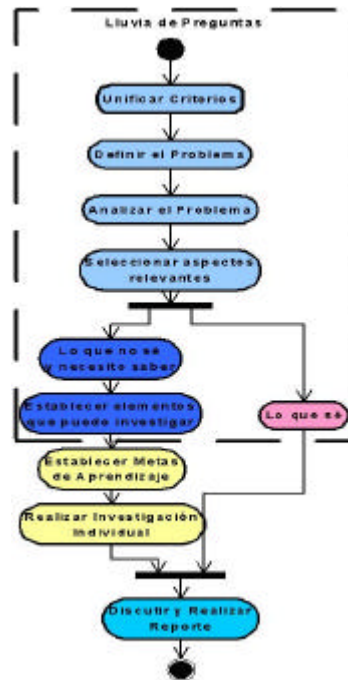 Lluvia de Preguntas
Unificar Criterios
Definir el Problema
Analizar el Problema
Seleccionar aspectos
relevantes
Lo que no sé
y necesito saber
Establecer elementos
que puedo investigar
Lo que sé
Establecer Metas
de Aprendizaje
Realizar Investigación
Individual
Discutir y Realizar
Reporte